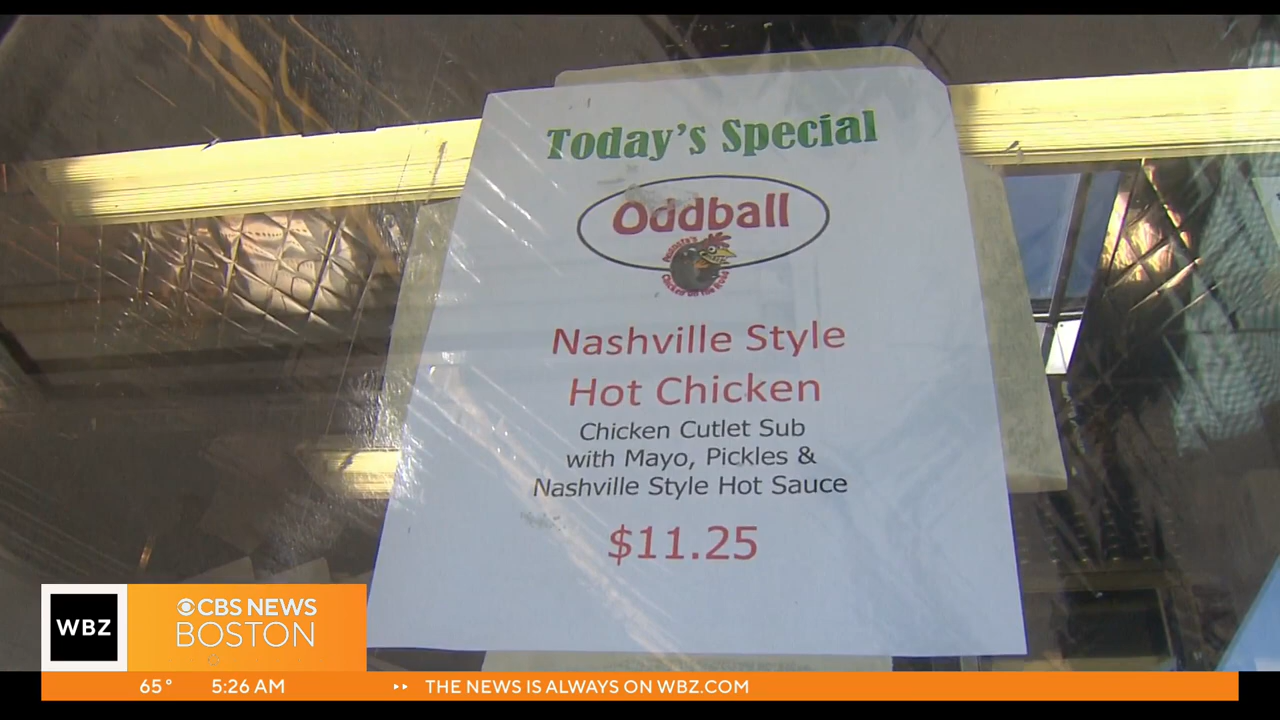 Today's Special
Oddball
Nashville Style
Hot Chicken
Chicken Cutlet Sub
with Mayo, Pickles &
Nashville Style Hot Sauce
$11.25
WBZ
CBS NEWS
BOSTON
65° 5:26 AM THE NEWS IS ALWAYS ON WBZ.COM